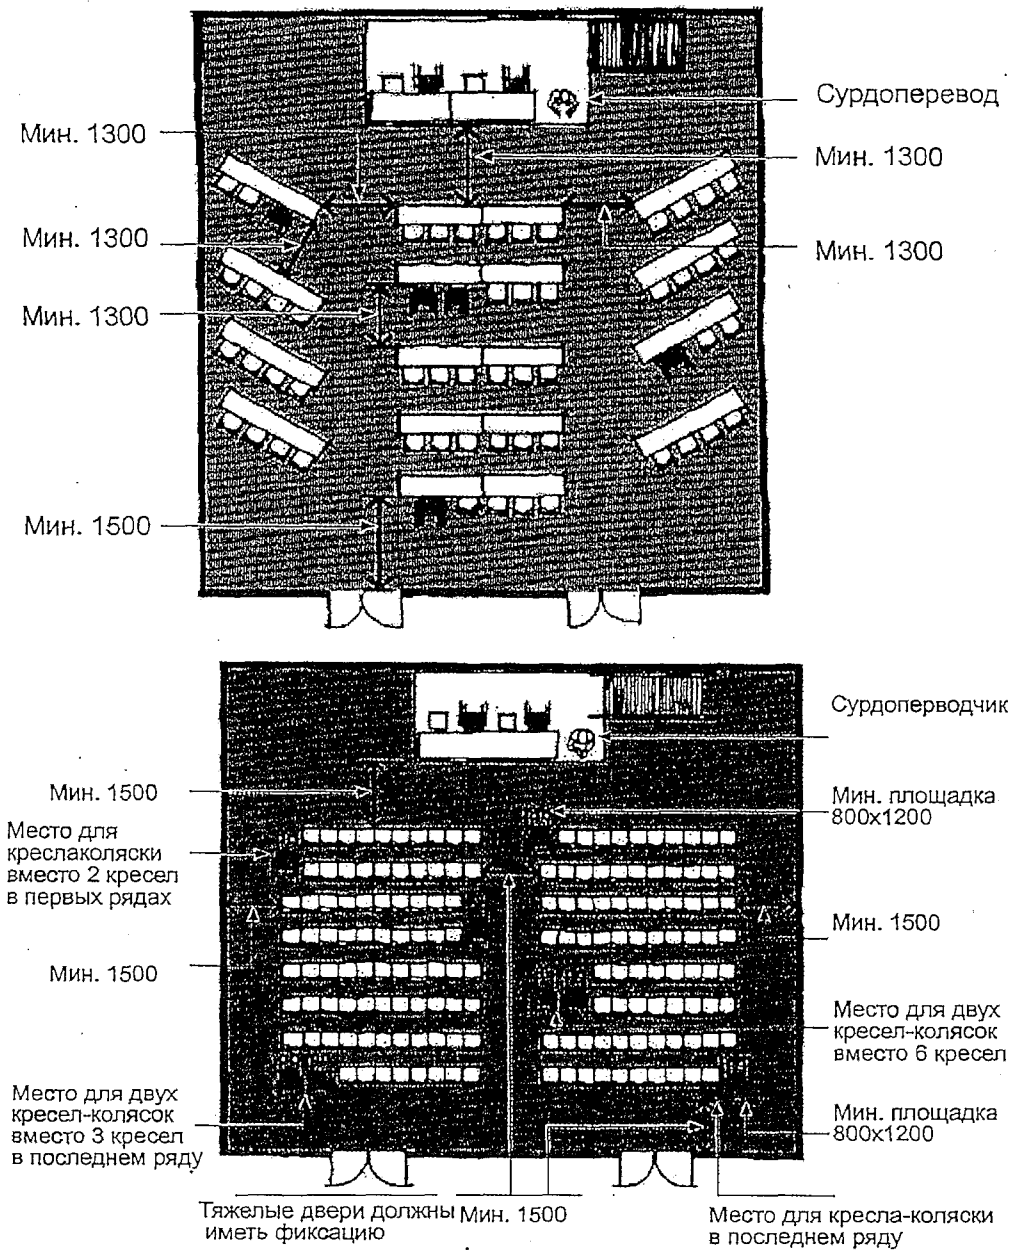 Сурдоперевод
Мин. 1300
Мин. 1300
Мин. 1300
Мин. 1300
Мин. 1300
Мин. 1500
Сурдоперводчик
Мин. 1500
Мин. площадка
800х1200
Место для
креслаколяски
вместо 2 кресел
в первых рядах
Мин. 1500
Мин. 1500
Место для двух
кресел-колясок
вместо 6 кресел
Место для двух
кресел-колясок
вместо 3 кресел
в последнем ряду
Мин. площадка
800х1200
Тяжелые двери должны
иметь фиксацию
Мин. 1500
Место для кресла-коляски
в последнем ряду